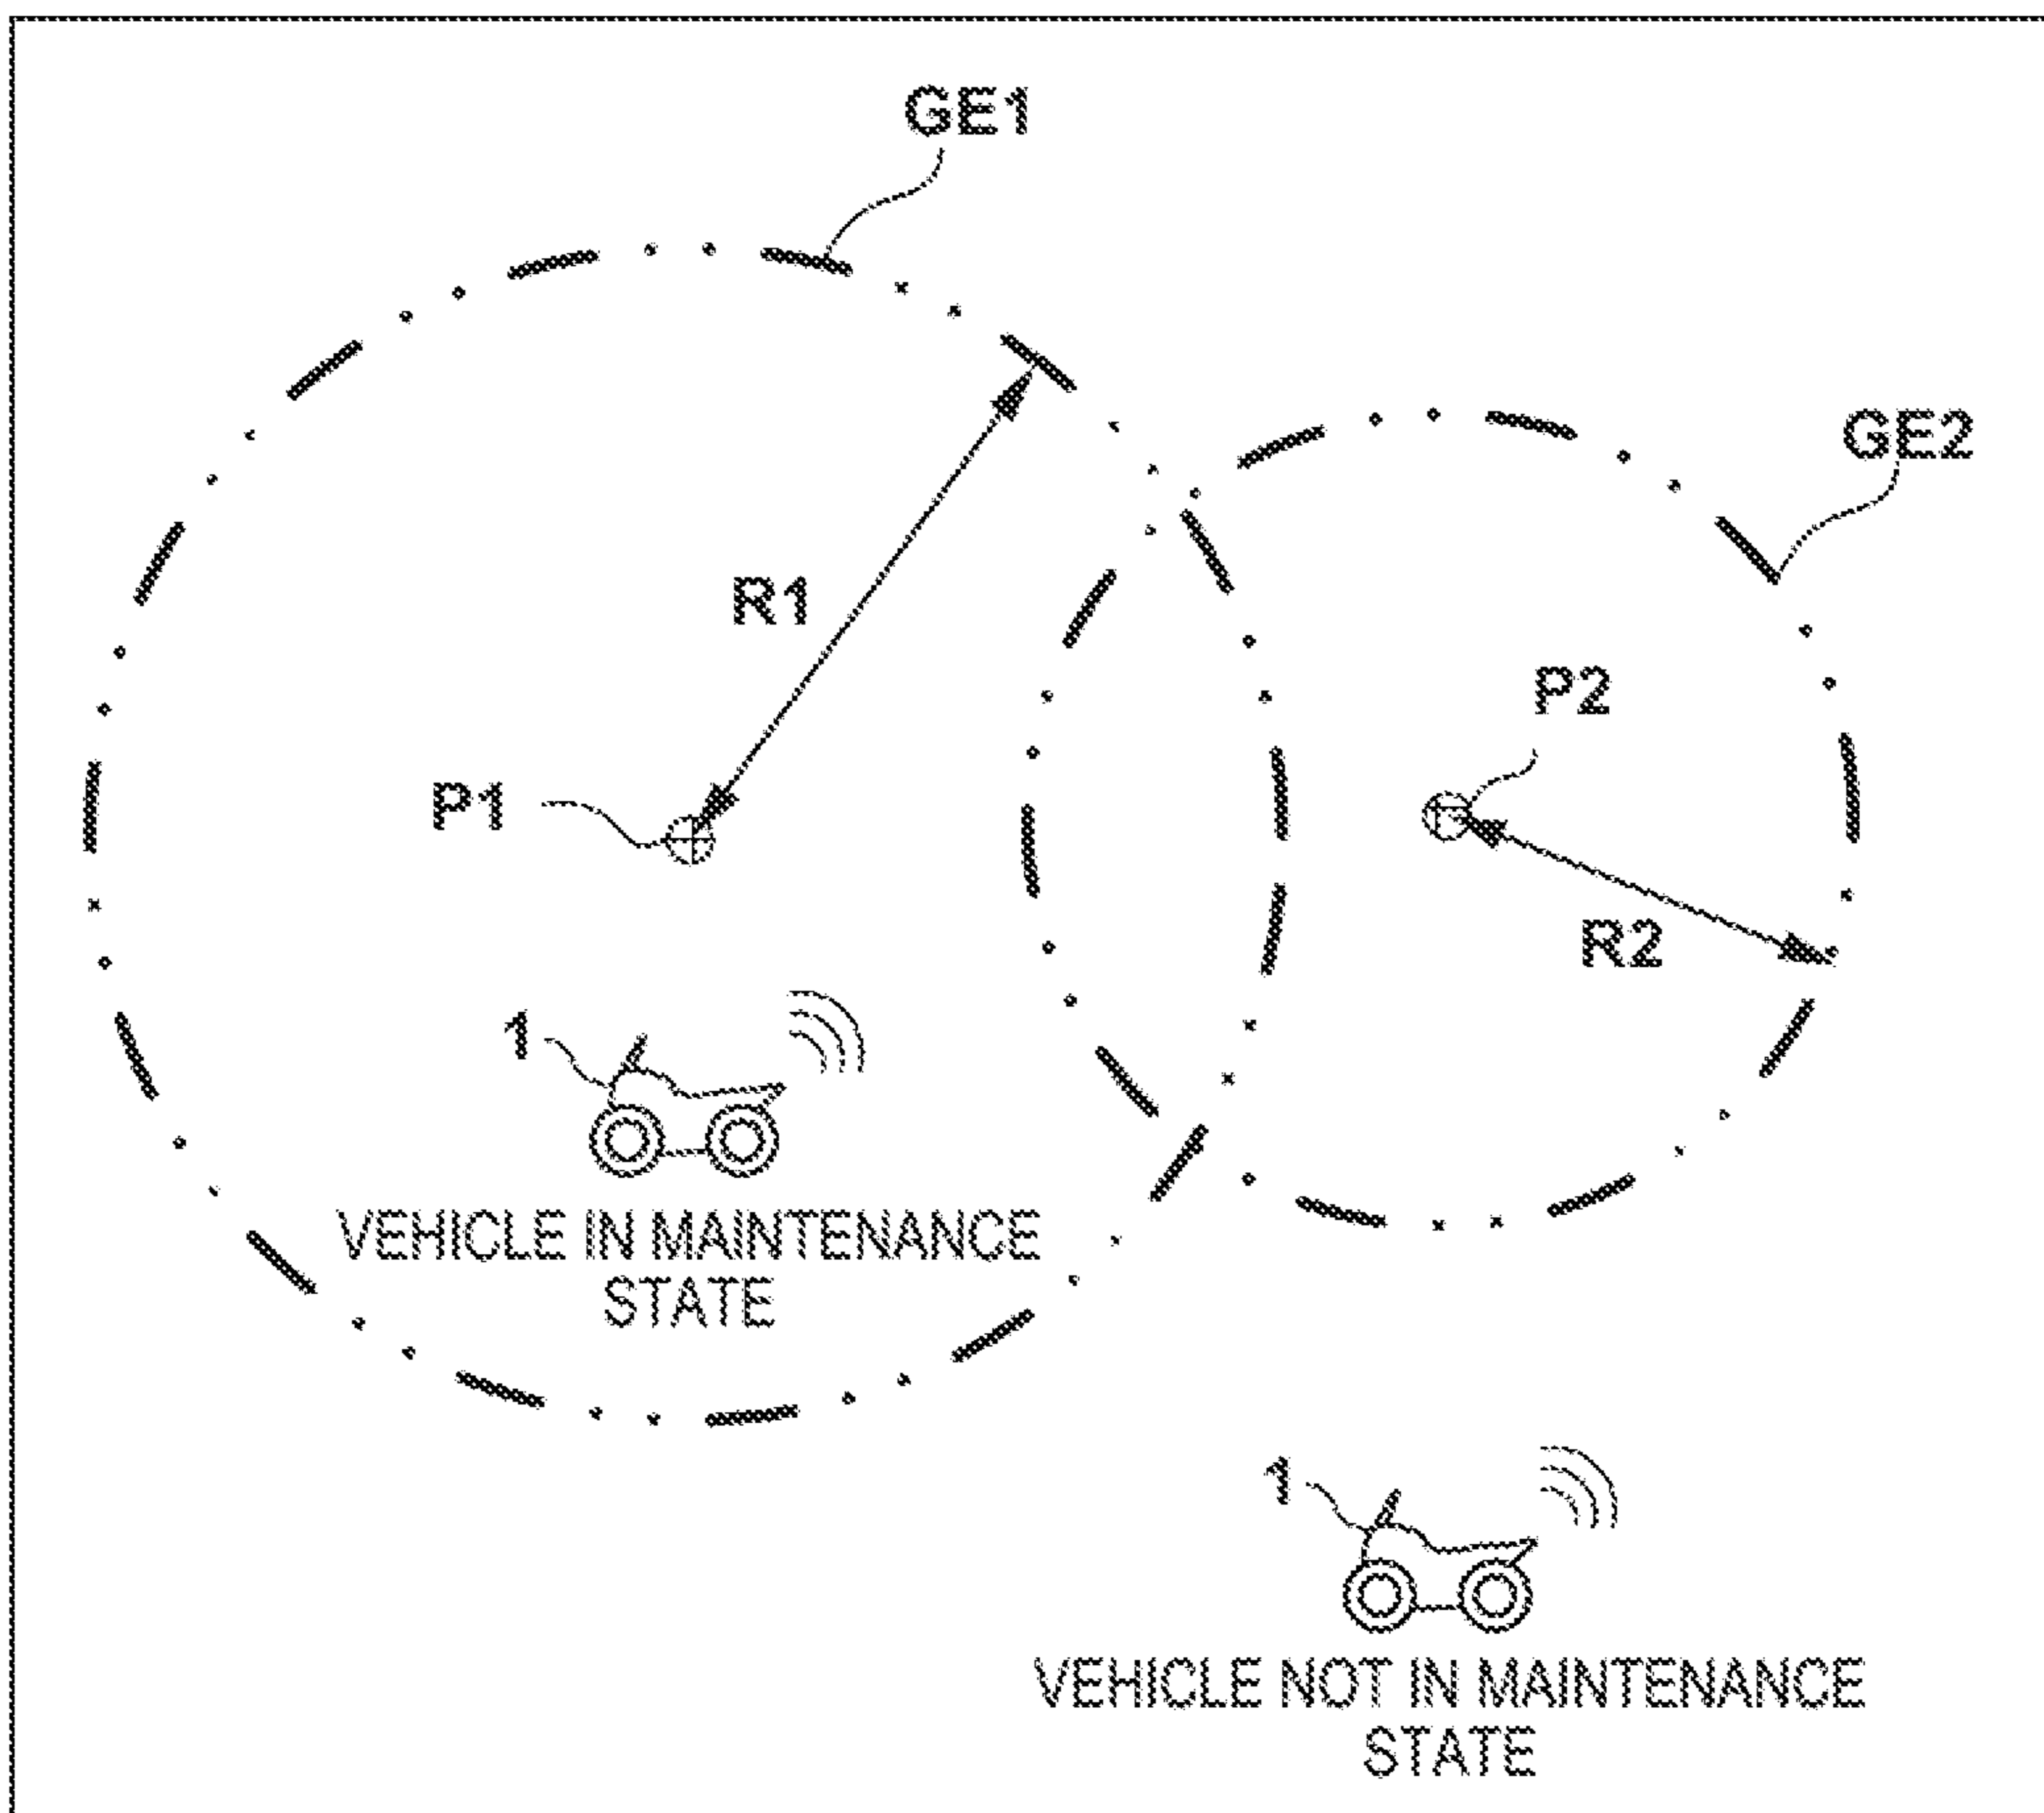 GE1
GE2
R1
P2
P1
R2
1
VEHICLE IN MAINTENANCE
STATE
1
VEHICLE NOT IN MAINTENANCE
STATE